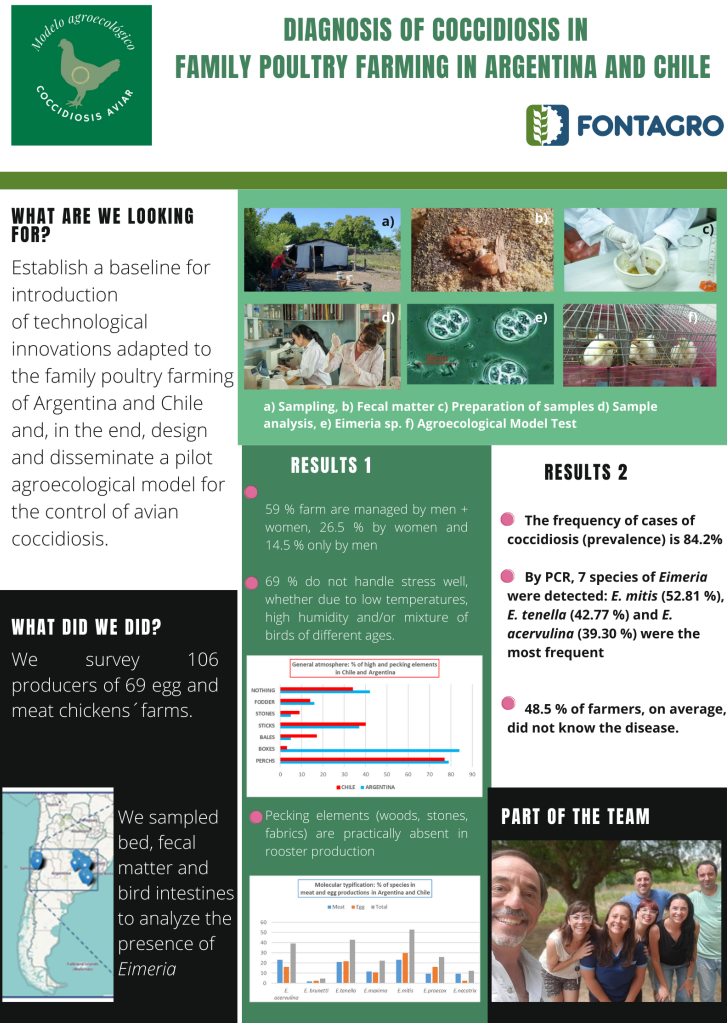 Modelo agroecológico
COCCIDIOSIS AVIAR
DIAGNOSIS OF COCCIDIOSIS IN
FAMILY POULTRY FARMING IN ARGENTINA AND CHILE
FONTAGRO
WHAT ARE WE LOOKING
FOR?
Establish a baseline for
introduction
of technological
innovations adapted to
the family poultry farming
of Argentina and Chile
and, in the end, design
and disseminate a pilot
agroecological model for
the control of avian
coccidiosis.
a)
b)
c)
d)
e)
f)
a) Sampling, b) Fecal matter c) Preparation of samples d) Sample
analysis, e) Eimeria sp. f) Agroecological Model Test
WHAT DID WE DID?
We survey 106
producers of 69 egg and
meat chickens´farms.
We sampled
bed, fecal
matter and
bird intestines
to analyze the
presence of
Eimeria
RESULTS 1
59 % farm are managed by men +
women, 26.5 % by women and
14.5 % only by men
69 % do not handle stress well,
whether due to low temperatures,
high humidity and/or mixture of
birds of different ages.
General atmosphere: % of high and pecking elements
in Chile and Argentina
NOTHING
FODDER
STONES
STICKS
BALES
BOXES
PERCHS
0 10 20 30 40 50 60 70 80 90
CHILE ARGENTINA
Pecking elements (woods, stones,
fabrics) are practically absent in
rooster production
Molecular typification: % of species in
meat and egg productions in Argentina and Chile
Meat Egg Total
60
50
40
30
20
10
0
E. acervulina E. brunetti E.tenella E.maxima E.mitis E.praecox E.necatrix
RESULTS 2
The frequency of cases of
coccidiosis (prevalence) is 84.2%
By PCR, 7 species of Eimeria
were detected: E. mitis (52.81 %),
E. tenella (42.77 %) and E.
acervulina (39.30 %) were the
most frequent
48.5 % of farmers, on average,
did not know the disease.
PART OF THE TEAM